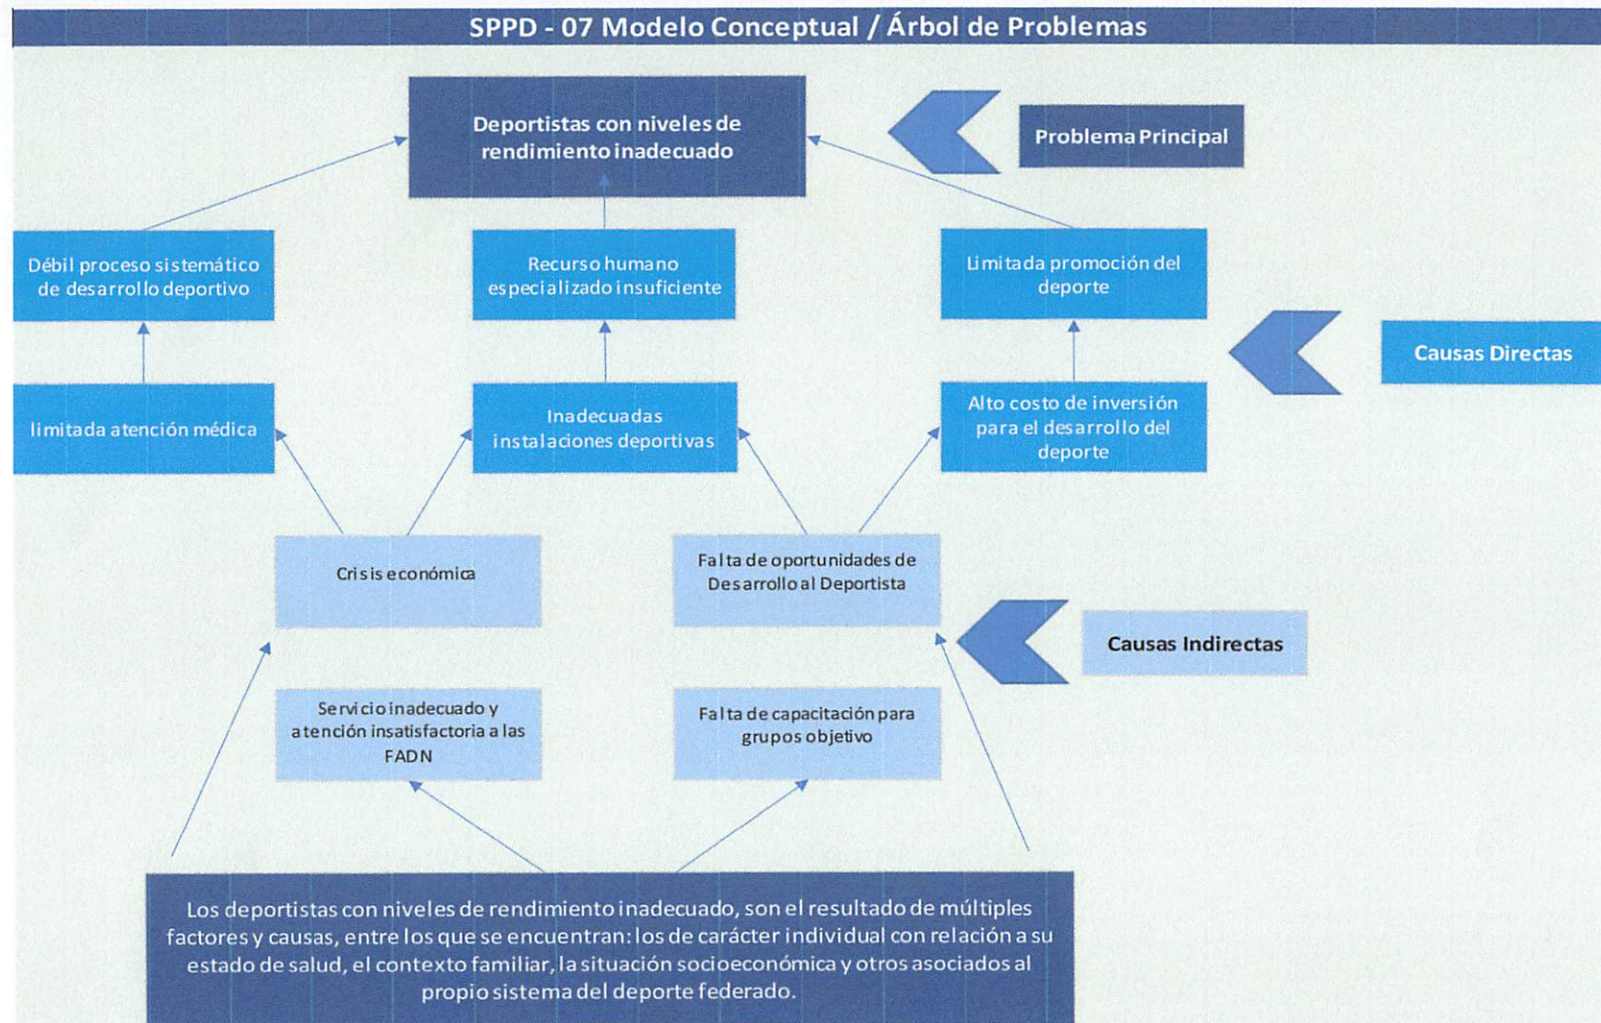 SPPD - 07 Modelo Conceptual / Árbol de Problemas
Deportistas con niveles de
rendimiento inadecuado
Problema Principal
Débil proceso sistemático
de desarrollo deportivo
Recurso humano
especializado insuficiente
Limitada promoción del
deporte
Causas Directas
limitada atención médica
Inadecuadas
instalaciones deportivas
Alto costo de inversión
para el desarrollo del
deporte
Crisis económica
Falta de oportunidades de
Desarrollo al Deportista
Causas Indirectas
Servicio inadecuado y
atención insatisfactoria a las
FADN
Falta de capacitación para
grupos objetivo
Los deportistas con niveles de rendimiento inadecuado, son el resultado de múltiples
factores y causas, entre los que se encuentran: los de carácter individual con relación a su
estado de salud, el contexto familiar, la situación socioeconómica y otros asociados al
propio sistema del deporte federado.